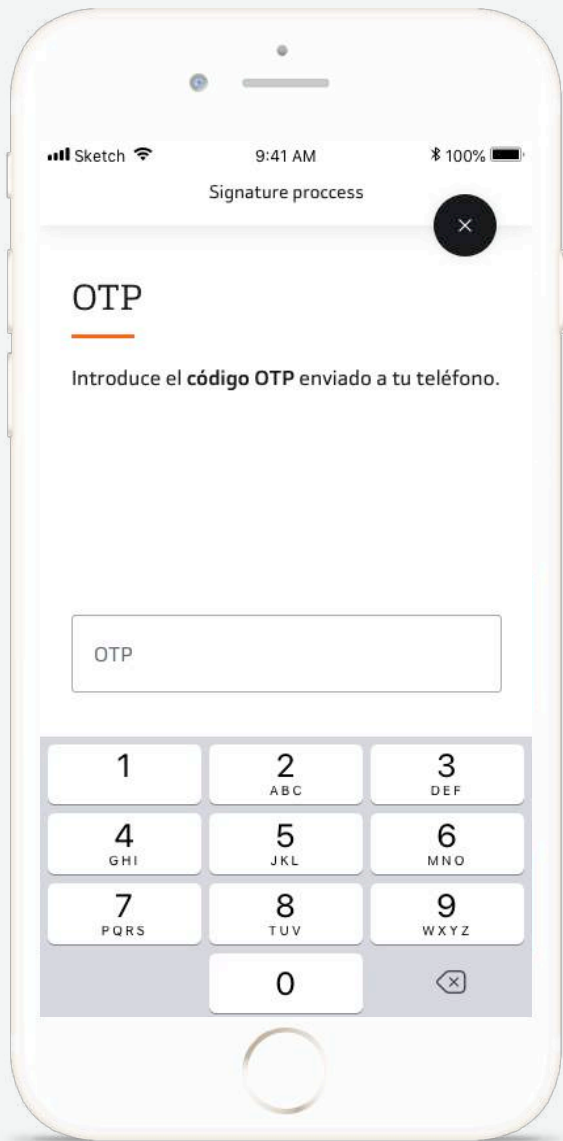 Sketch 9:41 AM 100%
Signature proccess
OTP
Introduce el código OTP enviado a tu teléfono.
OTP
1 2 3
ABC DEF
4 5 6
GHI JKL MNO
7 8 9
PQRS TUV WXYZ
0